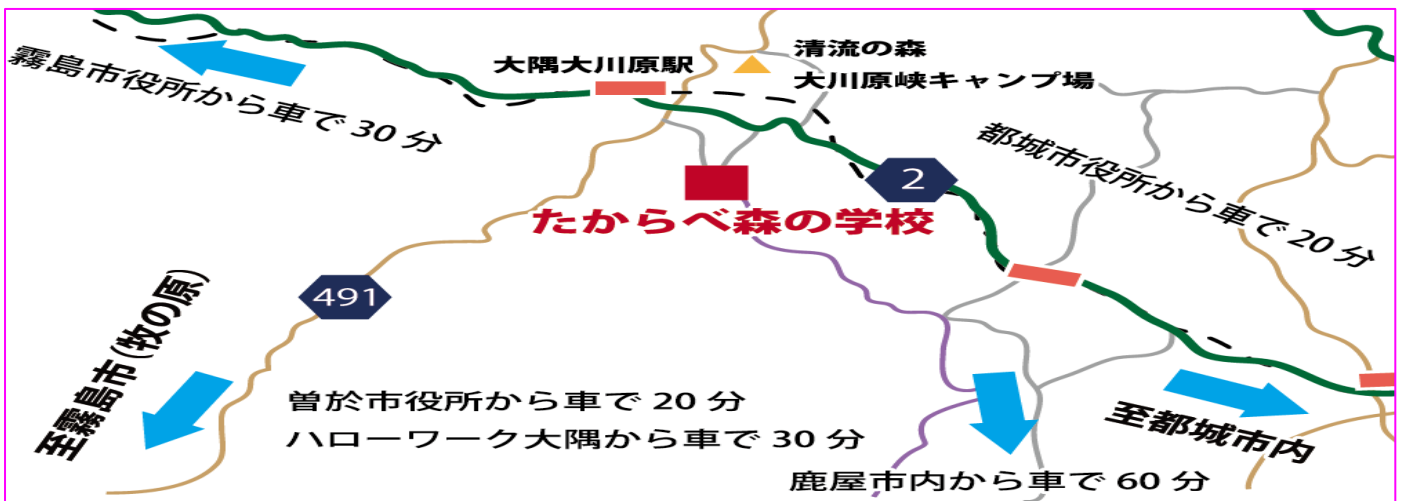 霧島市役所から車で 30 分
大隅大川原駅
清流の森
大川原峡キャンプ場
都城市役所から車で 20 分
2
たからべ森の学校
491
至霧島市(牧の原)
曽於市役所から車で 20 分
ハローワーク大隅から車で 30 分
至都城市内
鹿屋市内から車で 60 分